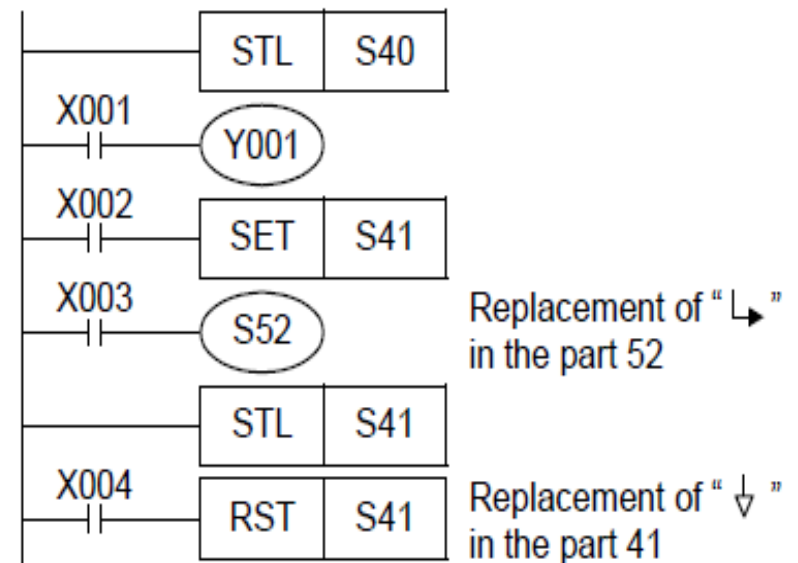 STL S40
X001
Y001
X002
SET S41
X003
S52
Replacement of “ ”
in the part 52
STL S41
X004
RST S41
Replacement of “ ”
in the part 41